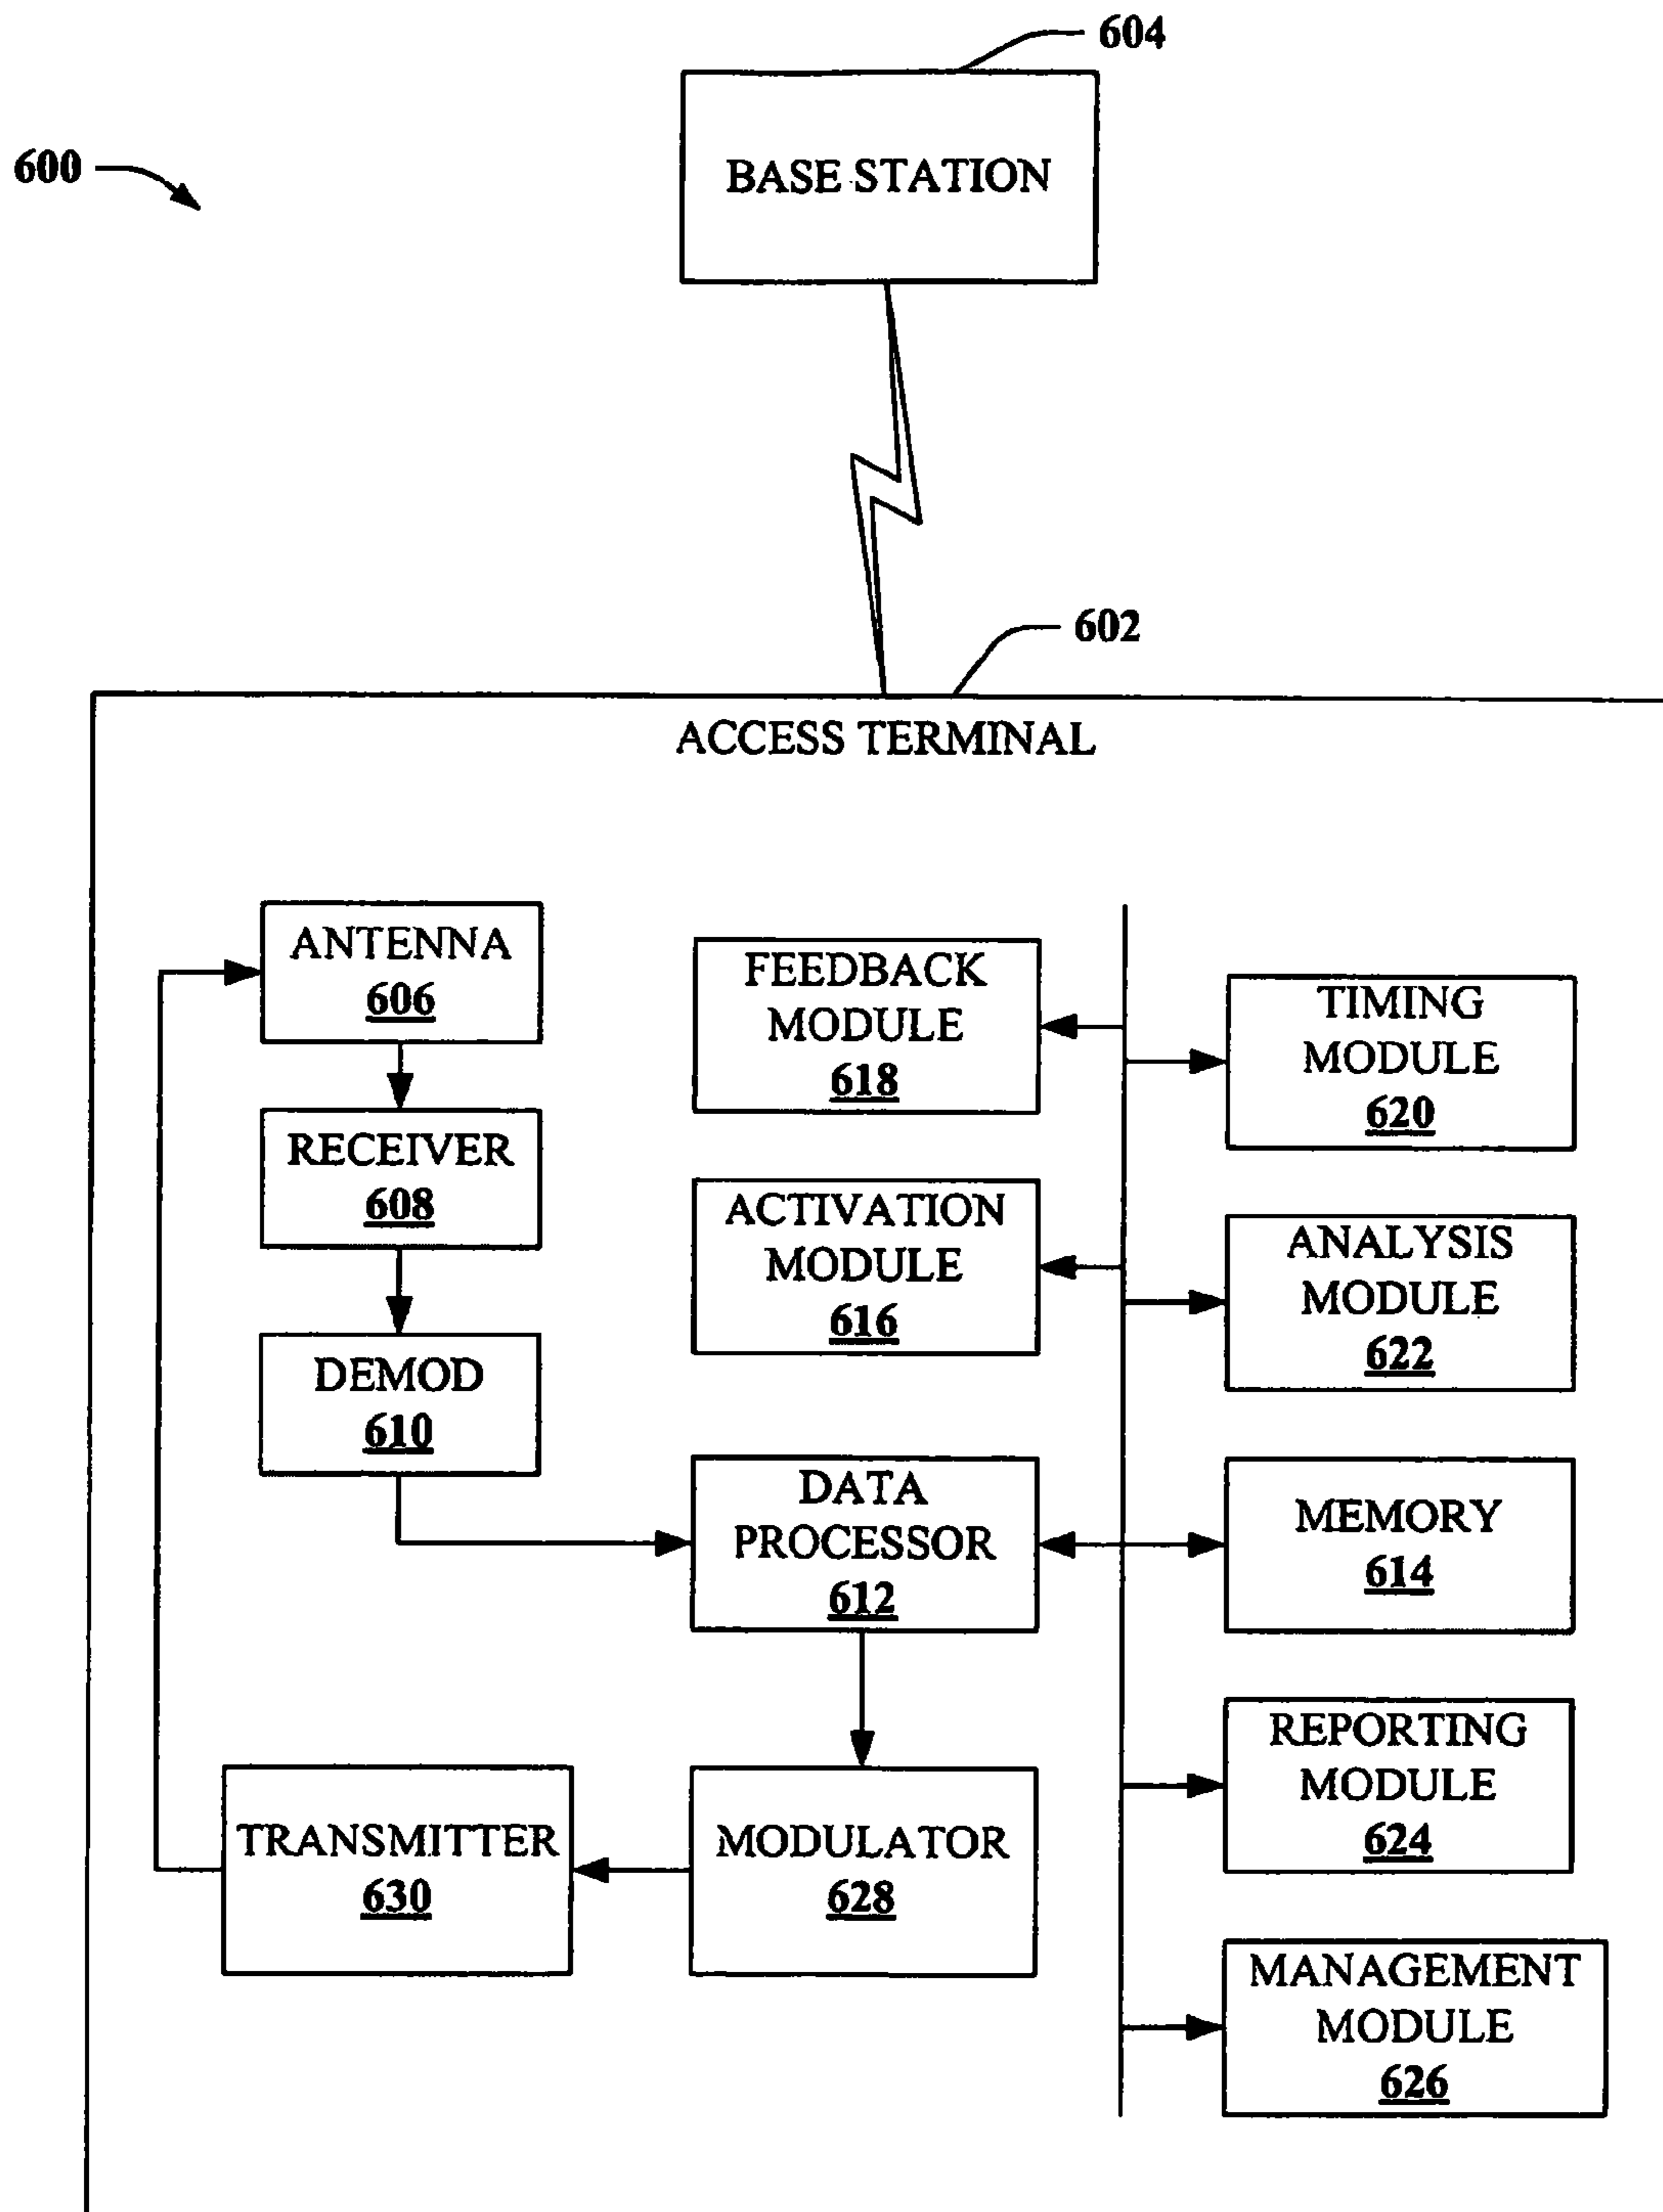 604
600
BASE STATION
602
ACCESS TERMINAL
ANTENNA
606
RECEIVER
608
DEMOD
610
FEEDBACK
MODULE
618
ACTIVATION
MODULE
616
DATA
PROCESSOR
612
TRANSMITTER
630
MODULATOR
628
TIMING
MODULE
620
ANALYSIS
MODULE
622
MEMORY
614
REPORTING
MODULE
624
MANAGEMENT
MODULE
626